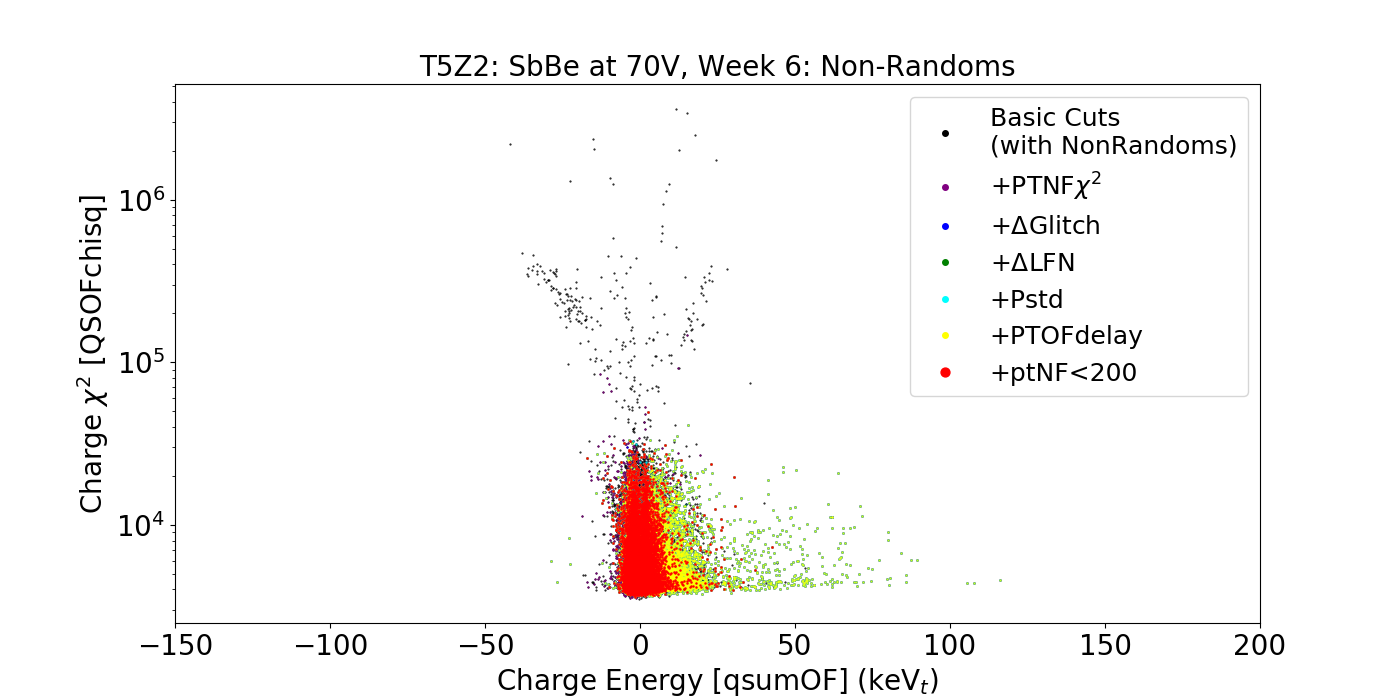 T5Z2: SbBe at 70V, Week 6: Non-Randoms
Charge χ² [QSOFchisq]
10⁶
10⁵
10⁴
Basic Cuts
(with NonRandoms)
+PTNFχ²
+ΔGlitch
+ΔLFN
+Pstd
+PTOFdelay
+ptNF<200
−150 −100 −50 0 50 100 150 200
Charge Energy [qsumOF] (keVₜ)